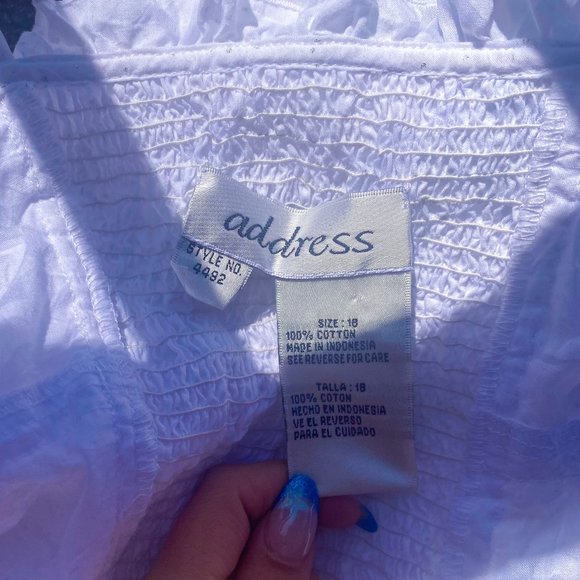 address
STYLE NO.
4492
SIZE : 18
100% COTTON
MADE IN INDONESIA
SEE REVERSE FOR CARE
TALLA : 18
100% COTON
HECHO EN INDONESIA
VE EL REVERSO
PARA EL CUIDADO